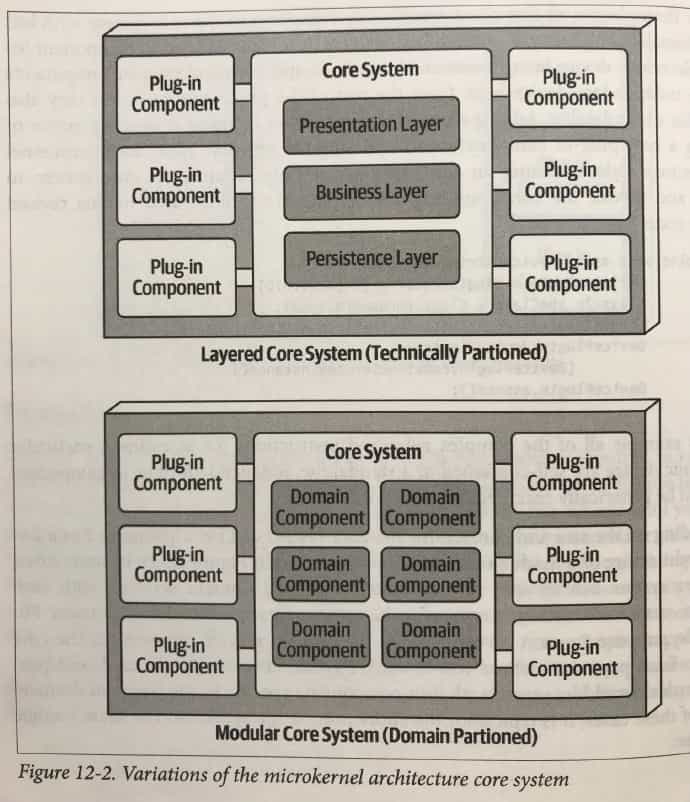 Core System
Plug-in
Component
Plug-in
Component
Presentation Layer
Plug-in
Component
Business Layer
Plug-in
Component
Persistence Layer
Plug-in
Component
Plug-in
Component
Layered Core System (Technically Partioned)
Core System
Plug-in
Component
Plug-in
Component
Domain
Component
Domain
Component
Plug-in
Component
Domain
Component
Domain
Component
Plug-in
Component
Plug-in
Component
Domain
Component
Domain
Component
Plug-in
Component
Modular Core System (Domain Partioned)
Figure 12-2. Variations of the microkernel architecture core system